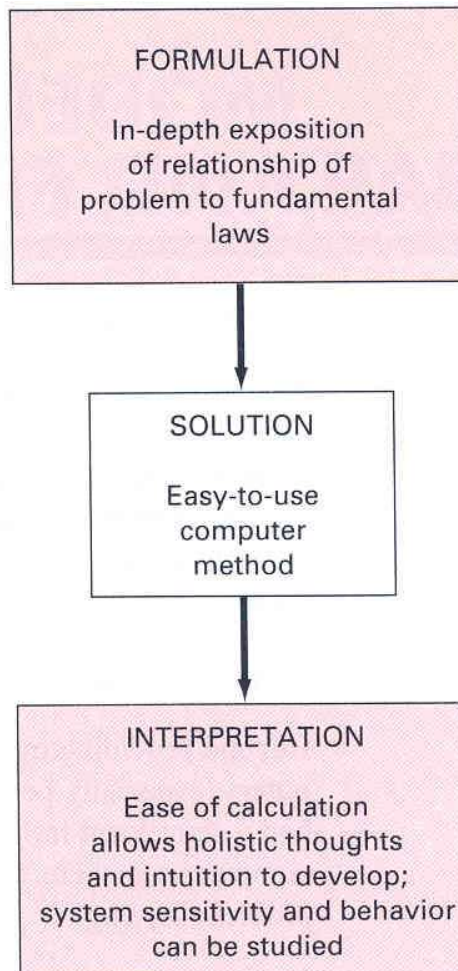 FORMULATION
In-depth exposition
of relationship of
problem to fundamental
laws
SOLUTION
Easy-to-use
computer
method
INTERPRETATION
Ease of calculation
allows holistic thoughts
and intuition to develop;
system sensitivity and behavior
can be studied